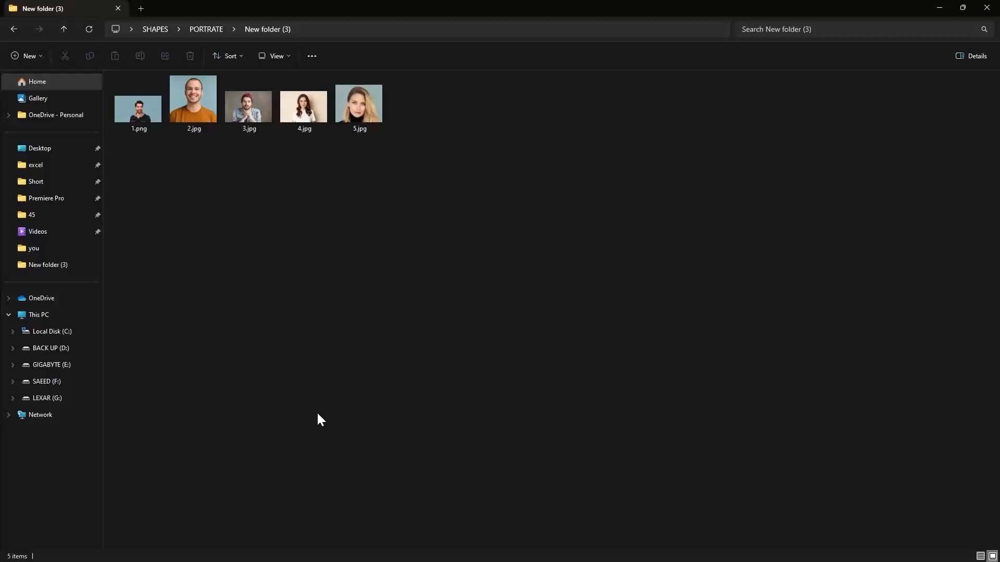 New folder (3)
SHAPES
PORTRATE
New folder (3)
Search New folder (3)
New
Sort
View
Details
Home
Gallery
OneDrive - Personal
Desktop
excel
Short
Premiere Pro
45
Videos
you
New folder (3)
OneDrive
This PC
Local Disk (C:)
BACK UP (D:)
GIGABYTE (E:)
SAEED (F:)
LEXAR (G:)
Network
1.png
2.jpg
3.jpg
4.jpg
5.jpg
5 items